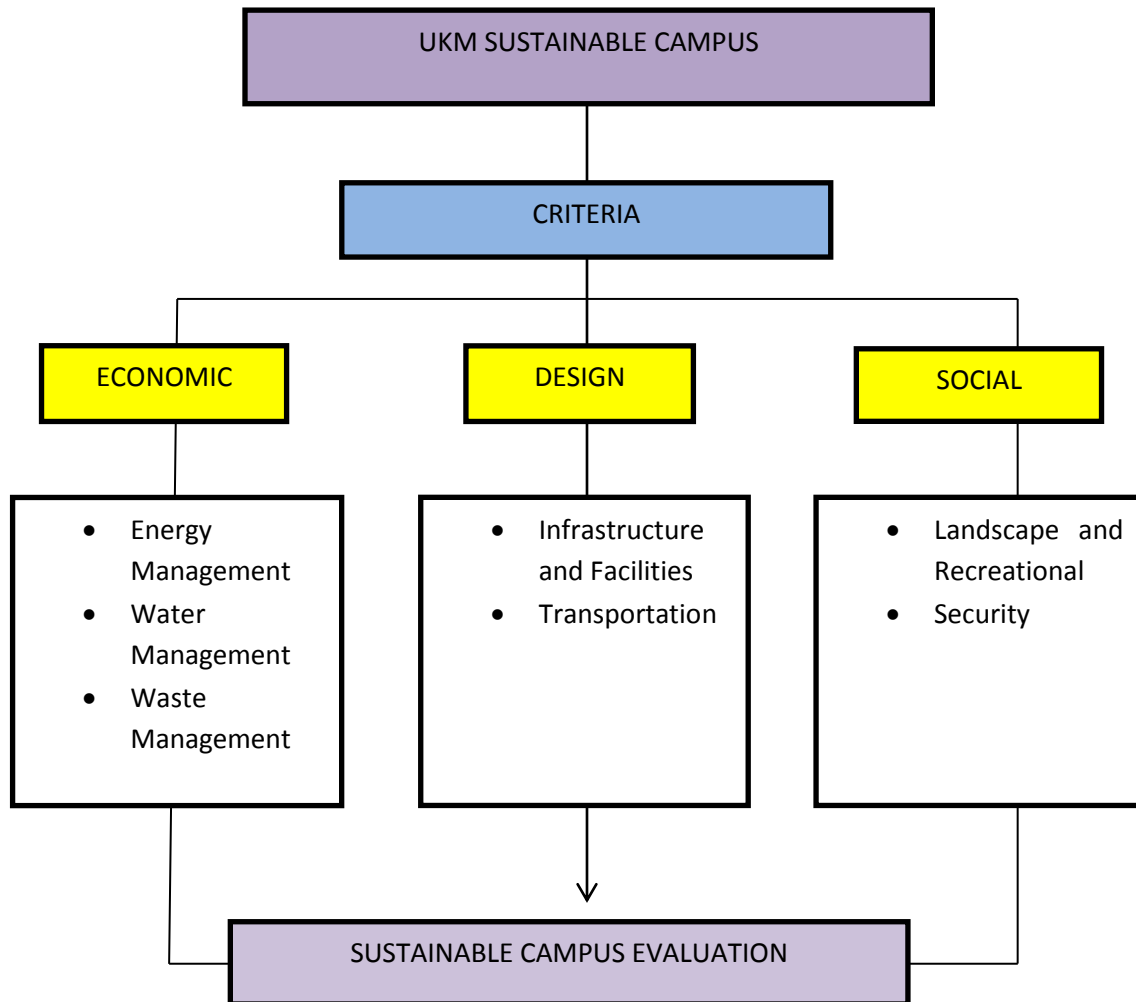 UKM SUSTAINABLE CAMPUS
CRITERIA
ECONOMIC
DESIGN
SOCIAL
• Energy
Management
• Water
Management
• Waste
Management
• Infrastructure
and Facilities
• Transportation
• Landscape and
Recreational
• Security
SUSTAINABLE CAMPUS EVALUATION